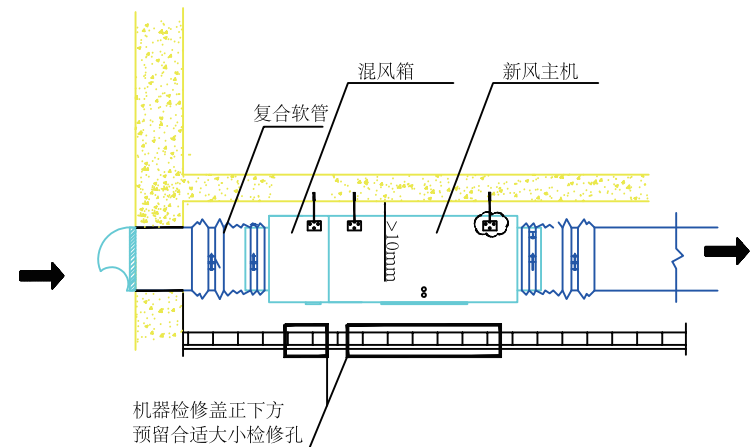 混风箱
新风主机
复合软管
>10mm
机器检修盖正下方
预留合适大小检修孔